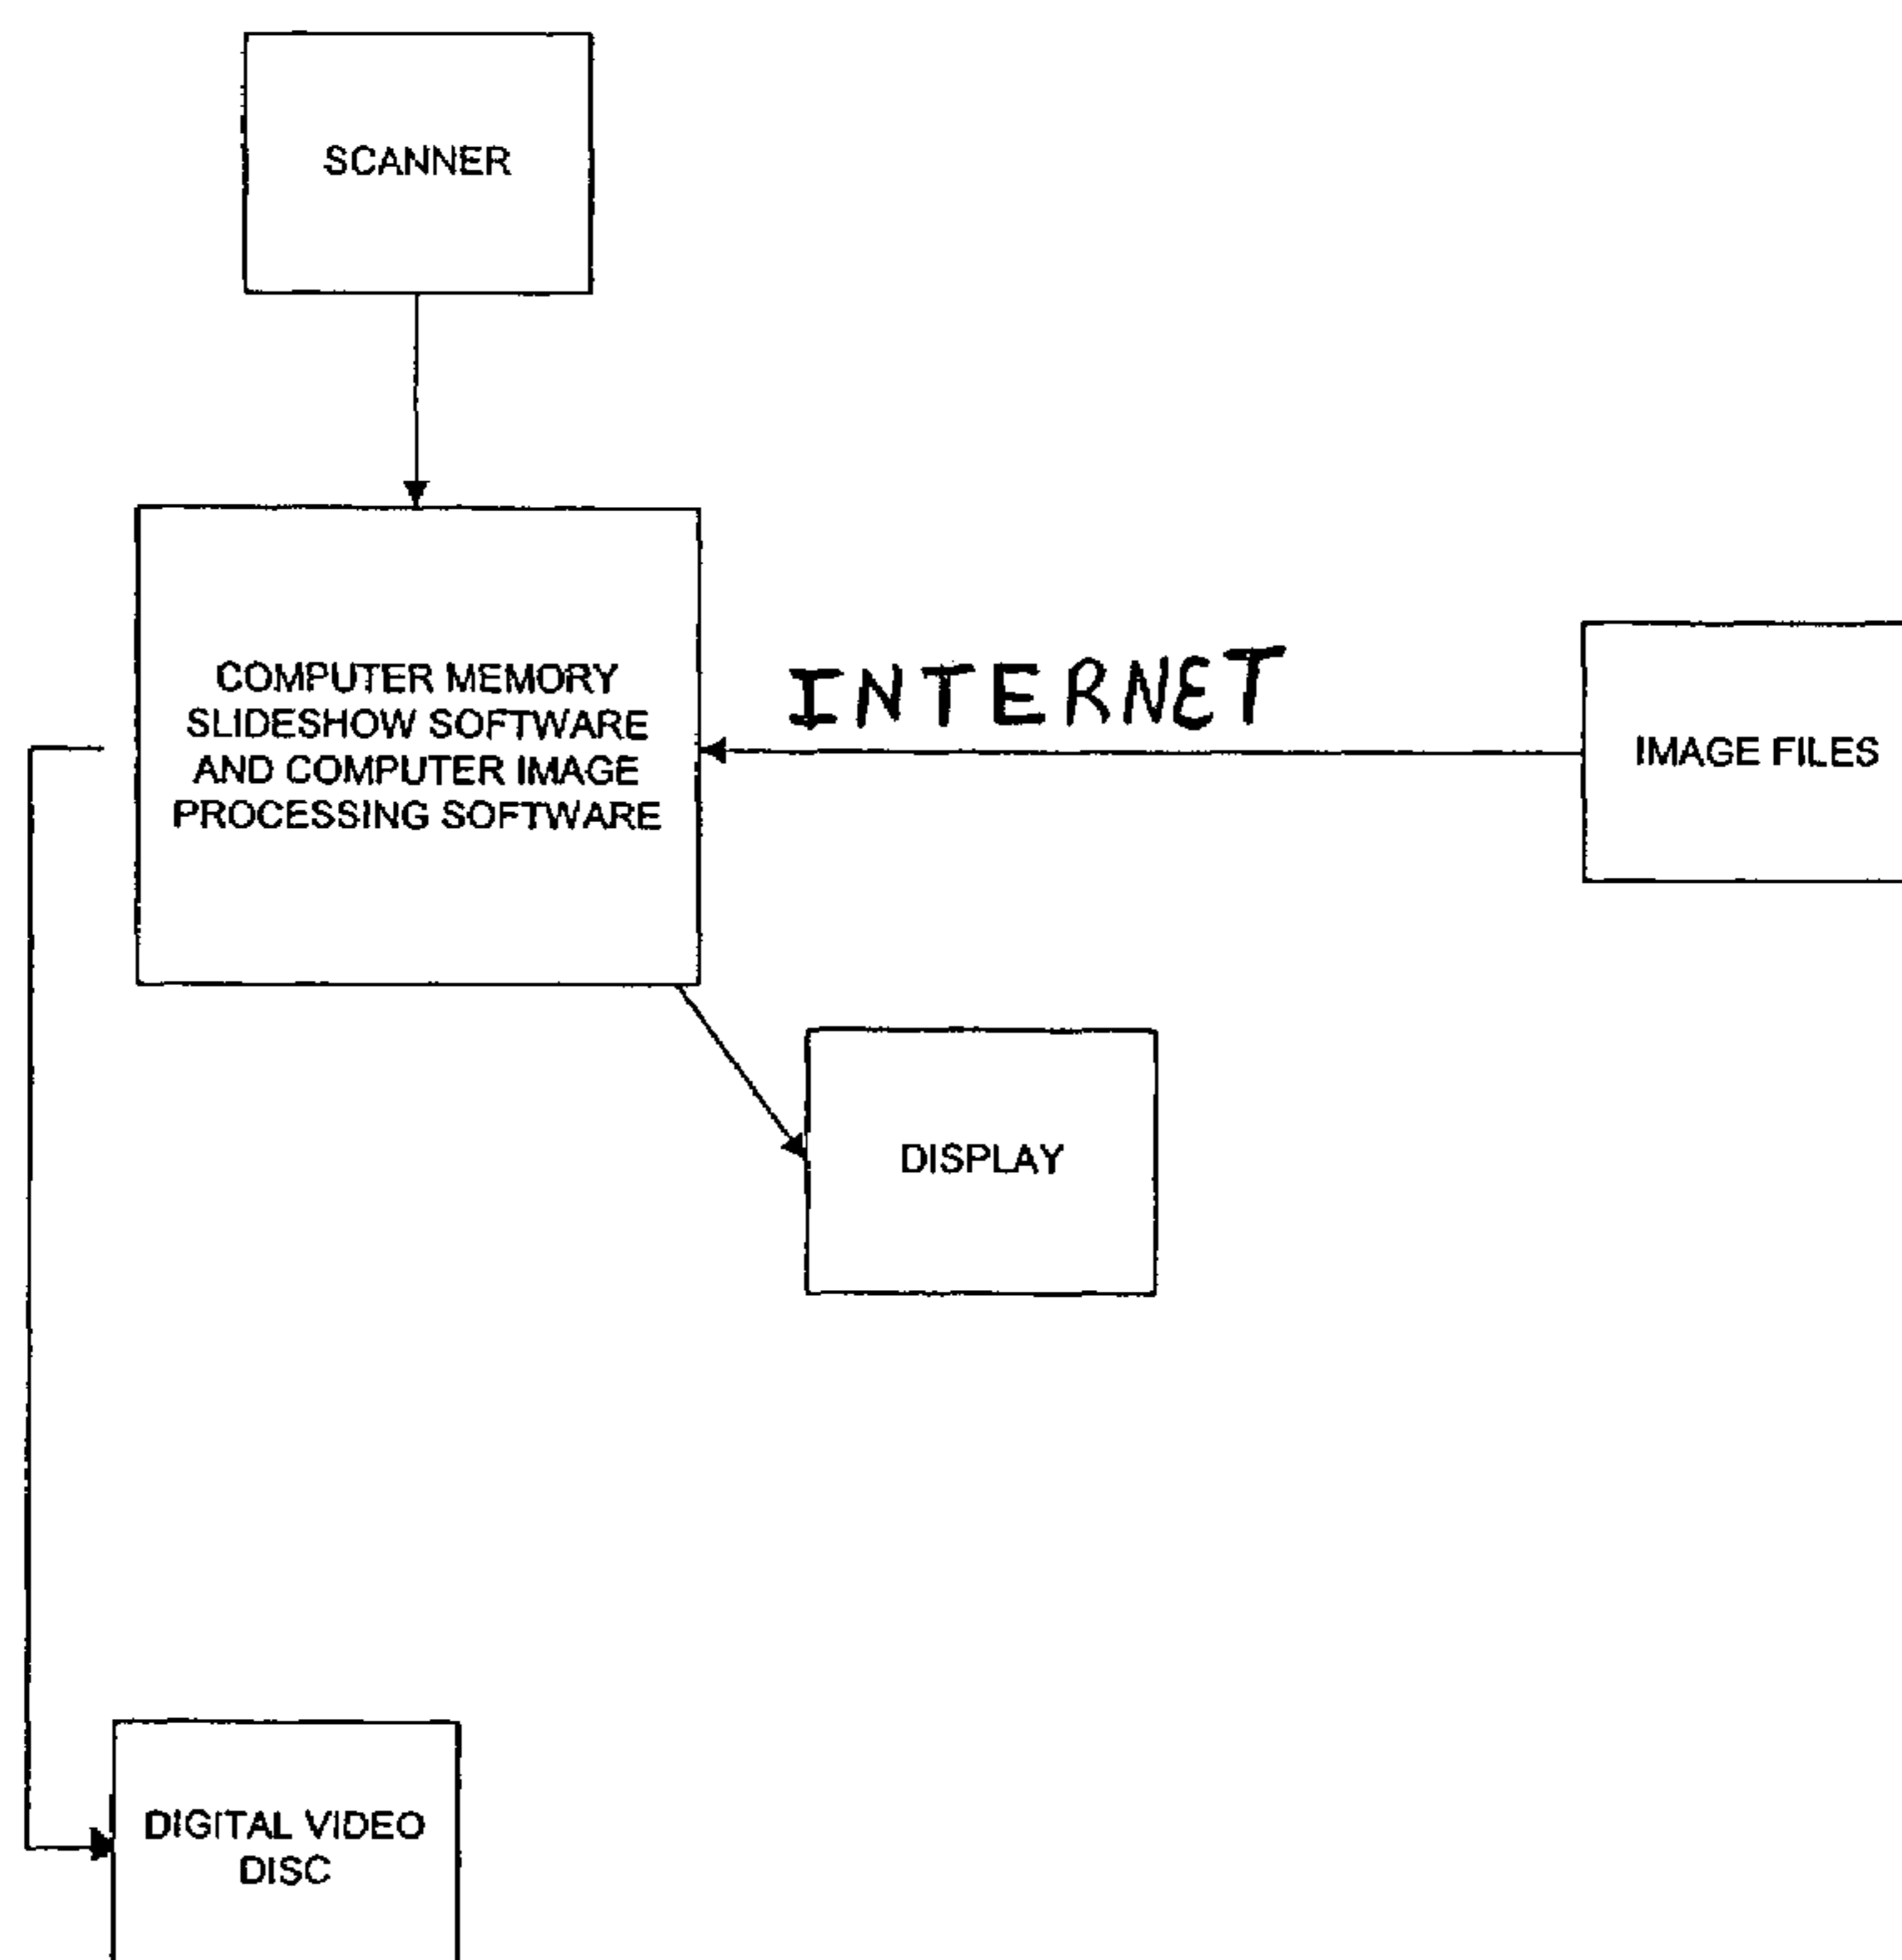 SCANNER
COMPUTER MEMORY
SLIDESHOW SOFTWARE
AND COMPUTER IMAGE
PROCESSING SOFTWARE
INTERNET
IMAGE FILES
DISPLAY
DIGITAL VIDEO
DISC